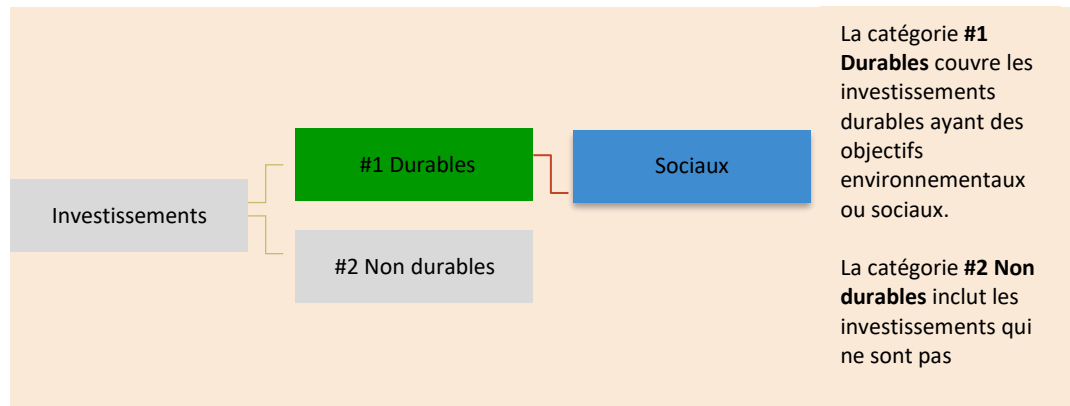 Investissements
#1 Durables
Sociaux
#2 Non durables
La catégorie #1
Durables couvre les
investissements
durables ayant des
objectifs
environnementaux
ou sociaux.
La catégorie #2 Non
durables inclut les
investissements qui
ne sont pas